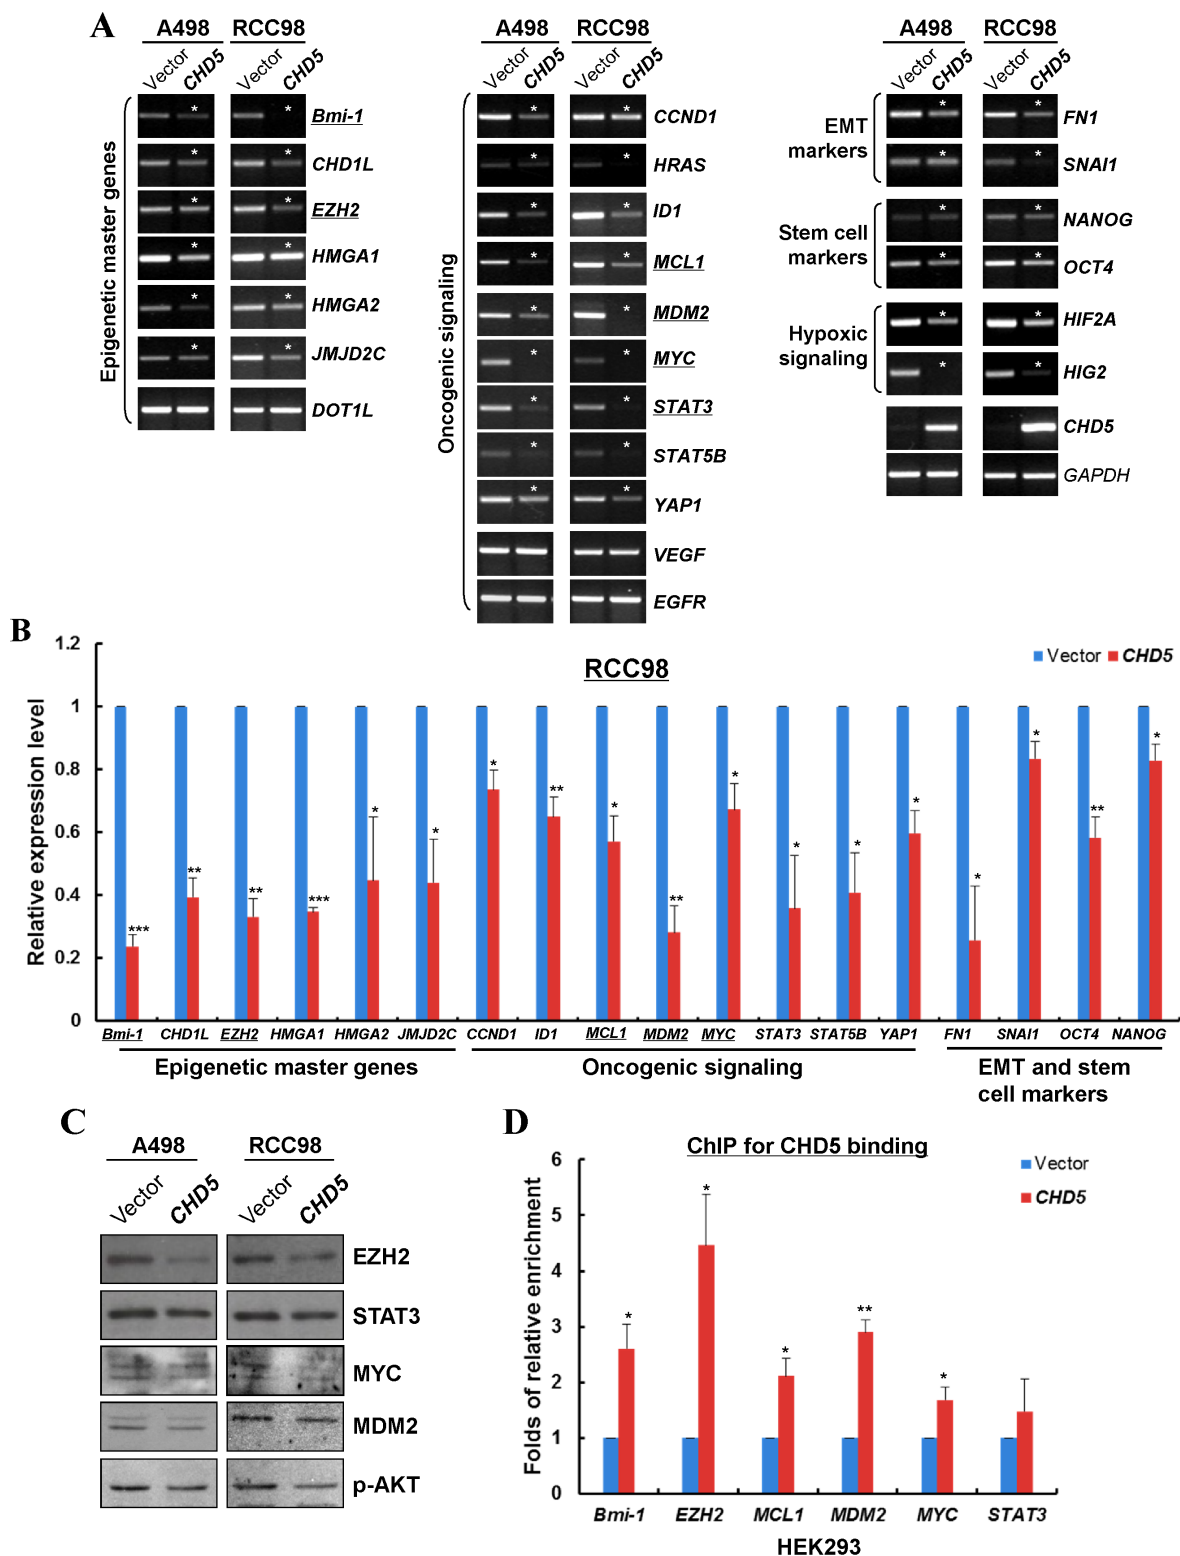 A
A498 RCC98
Vector CHD5 Vector CHD5
Epigenetic master genes
* * Bmi-1
* * CHD1L
* * EZH2
* * HMGA1
* * HMGA2
* * JMJD2C
DOT1L
A498 RCC98
Vector CHD5 Vector CHD5
Oncogenic signaling
* * CCND1
* * HRAS
* * ID1
* * MCL1
* * MDM2
* * MYC
* * STAT3
* * STAT5B
* * YAP1
VEGF
EGFR
A498 RCC98
Vector CHD5 Vector CHD5
EMT
markers
* * FN1
* * SNAI1
Stem cell
markers
* * NANOG
* * OCT4
Hypoxic
signaling
* * HIF2A
* * HIG2
CHD5
GAPDH
B
RCC98
Vector CHD5
Relative expression level
1.2
1
0.8
0.6
0.4
0.2
0
*** ** ** *** * * * ** * ** * * * * * * ** *
Bmi-1 CHD1L EZH2 HMGA1 HMGA2 JMJD2C CCND1 ID1 MCL1 MDM2 MYC STAT3 STAT5B YAP1 FN1 SNAI1 OCT4 NANOG
Epigenetic master genes Oncogenic signaling EMT and stem
cell markers
C
A498 RCC98
Vector CHD5 Vector CHD5
EZH2
STAT3
MYC
MDM2
p-AKT
D
ChIP for CHD5 binding
Vector
CHD5
Folds of relative enrichment
6
5
4
3
2
1
0
* * * ** *
Bmi-1 EZH2 MCL1 MDM2 MYC STAT3
HEK293